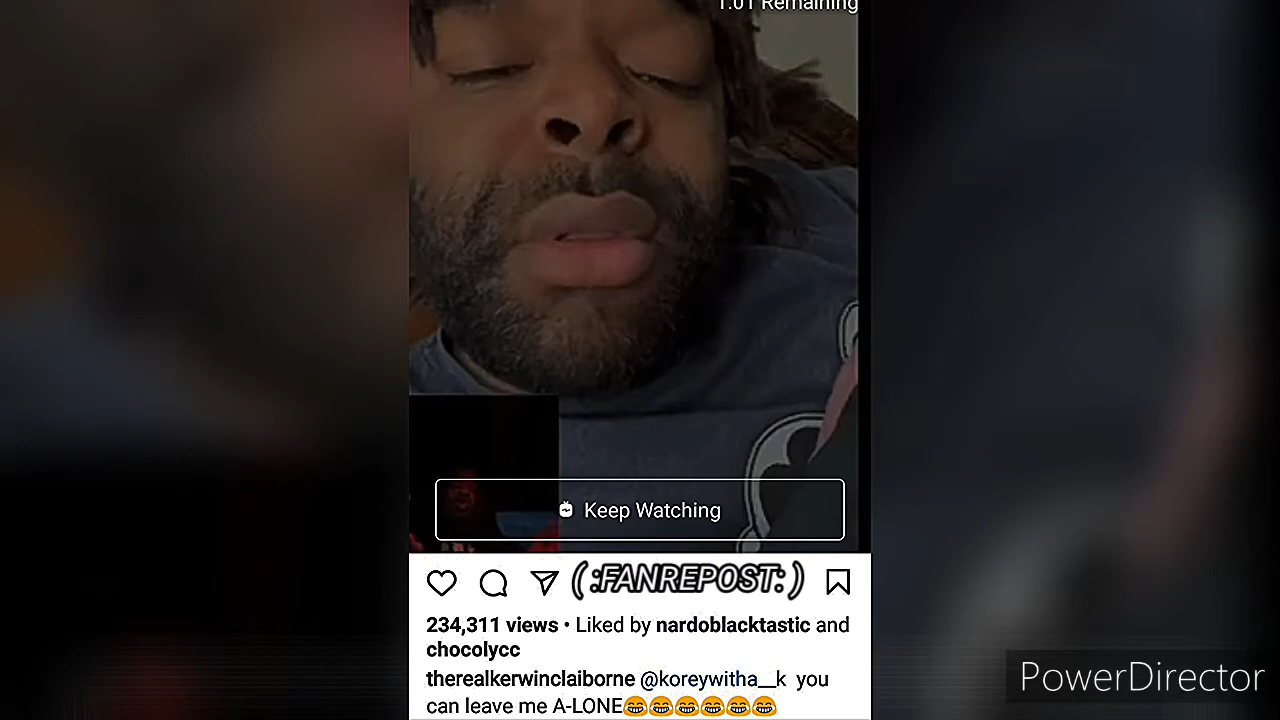 1:01 Remaining
Keep Watching
( :FANREPOST: )
234,311 views • Liked by nardoblacktastic and
chocolycc
therealkerwinclaiborne @koreywitha__k you
can leave me A-LONE😂😂😂😂😂😂
PowerDirector